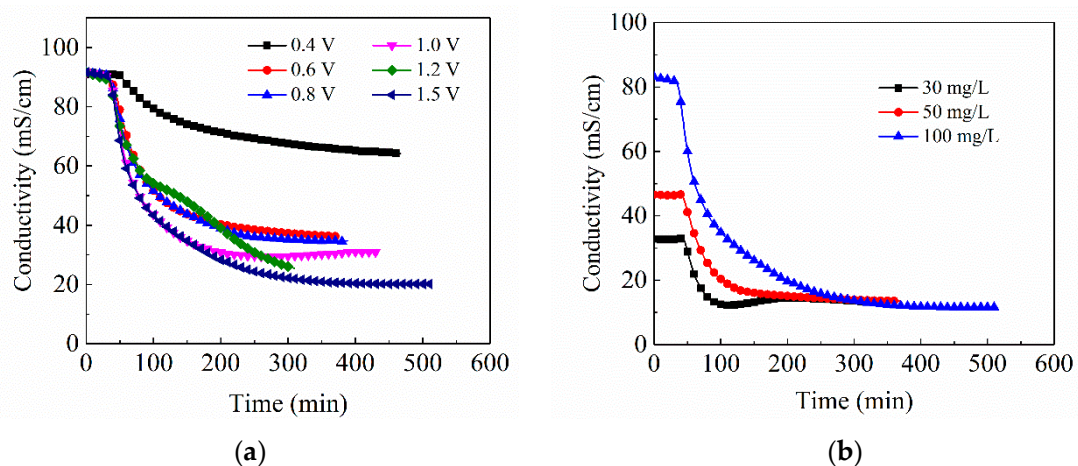 100
80
60
40
20
0
Conductivity (mS/cm)
0.4 V
0.6 V
0.8 V
1.0 V
1.2 V
1.5 V
0 100 200 300 400 500 600
Time (min)
(a)
100
80
60
40
20
0
Conductivity (mS/cm)
30 mg/L
50 mg/L
100 mg/L
0 100 200 300 400 500 600
Time (min)
(b)